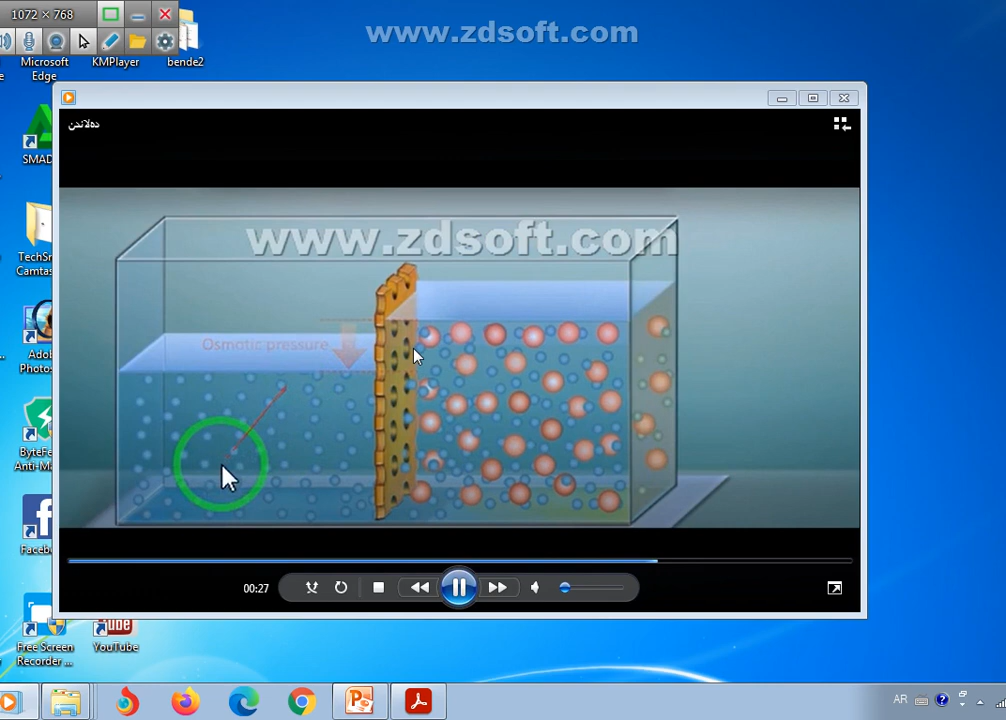 1072 × 768
www.zdsoft.com
Microsoft Edge
KMPlayer
bende2
دەلاندن
SMAD
www.zdsoft.com
TechSm
Camtas
Osmotic pressure
Adob
Photos
ByteFe
Anti-Ma
Faceb
00:27
Free Screen Recorder ...
YouTube
AR